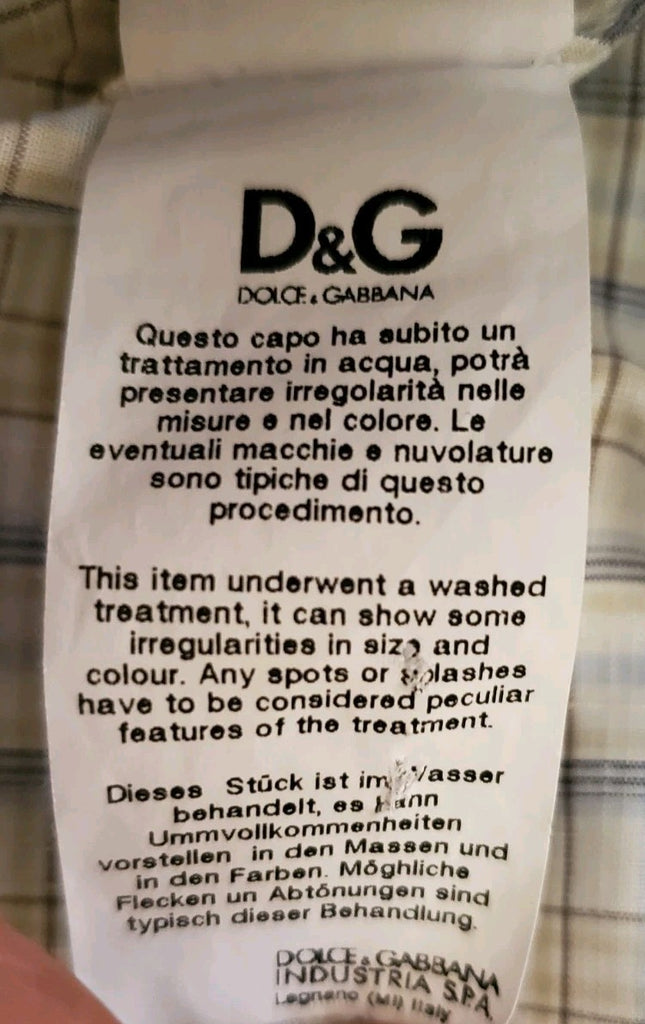 D&G
DOLCE & GABBANA
Questo capo ha subito un
trattamento in acqua, potrà
presentare irregolarità nelle
misure e nel colore. Le
eventuali macchie e nuvolature
sono tipiche di questo
procedimento.
This item underwent a washed
treatment, it can show some
irregularities in size and
colour. Any spots or splashes
have to be considered peculiar
features of the treatment.
Dieses Stück ist im Wasser
behandelt, es kann
Ummvollkommenheiten
vorstellen in den Massen und
in den Farben. Möghliche
Flecken un Abtönungen sind
typisch dieser Behandlung.
DOLCE & GABBANA
INDUSTRIA S.P.A.
Legnano (MI) Italy